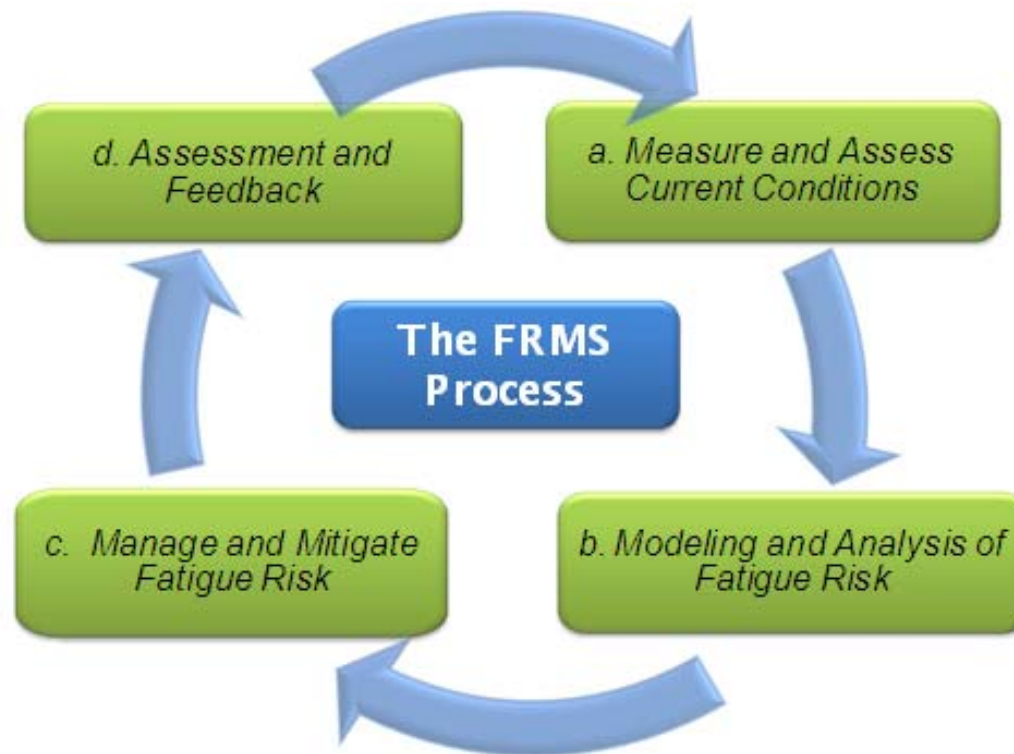 d. Assessment and
Feedback
a. Measure and Assess
Current Conditions
The FRMS
Process
c. Manage and Mitigate
Fatigue Risk
b. Modeling and Analysis of
Fatigue Risk